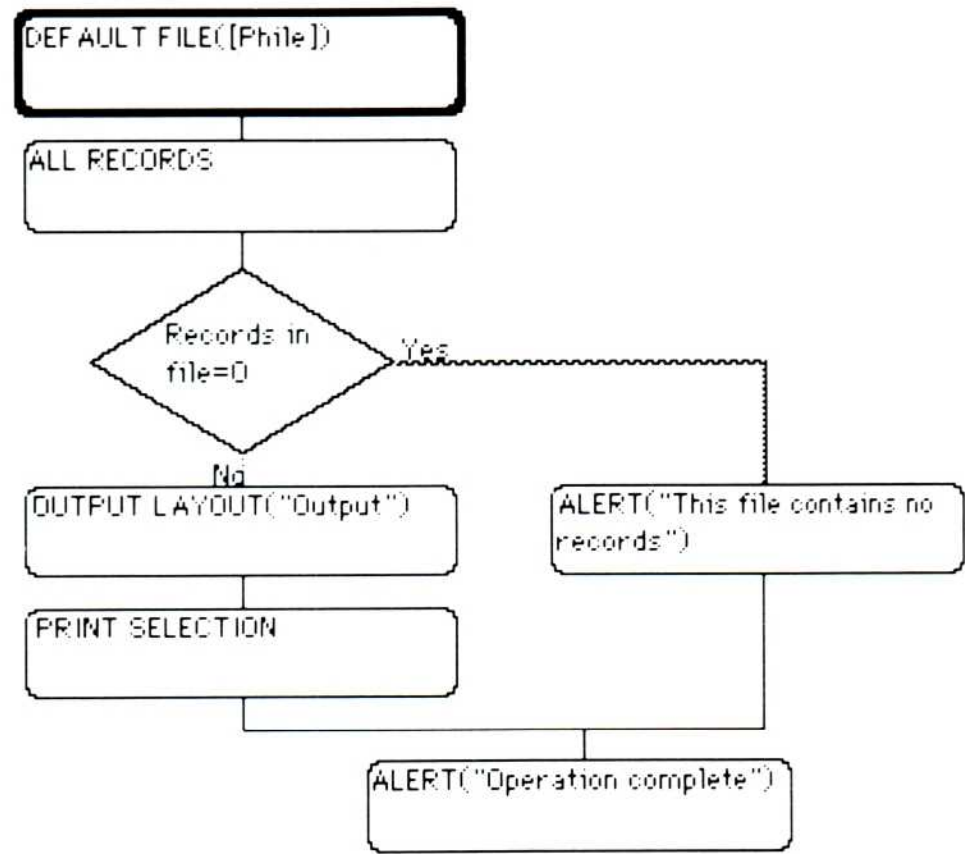 DEFAULT FILE([Phile])
ALL RECORDS
Records in
file=0
Yes
No
OUTPUT LAYOUT("Output")
ALERT("This file contains no
records")
PRINT SELECTION
ALERT("Operation complete")